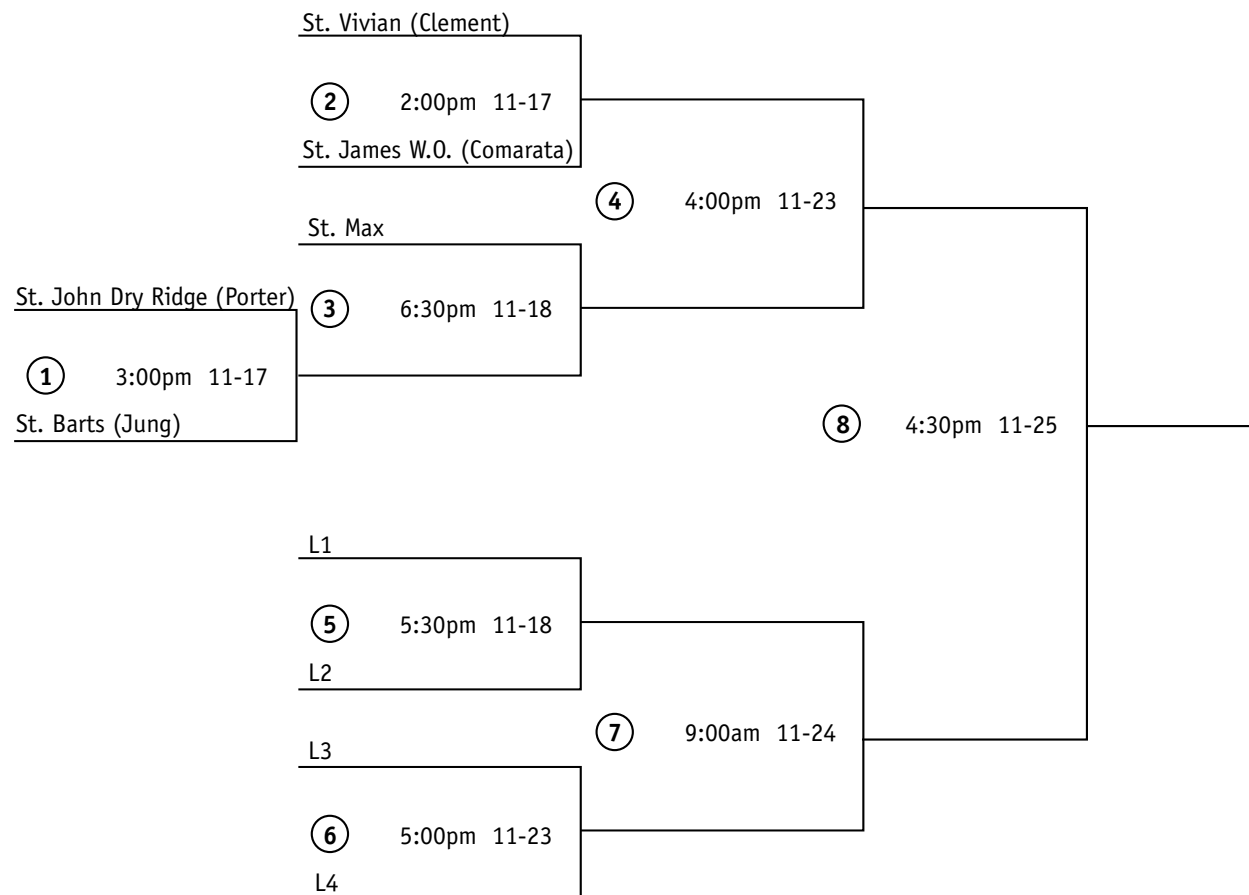 St. Vivian (Clement)
2 2:00pm 11-17
St. James W.O. (Comarata)
4 4:00pm 11-23
St. Max
St. John Dry Ridge (Porter)
3 6:30pm 11-18
1 3:00pm 11-17
St. Barts (Jung)
8 4:30pm 11-25
L1
5 5:30pm 11-18
L2
7 9:00am 11-24
L3
6 5:00pm 11-23
L4